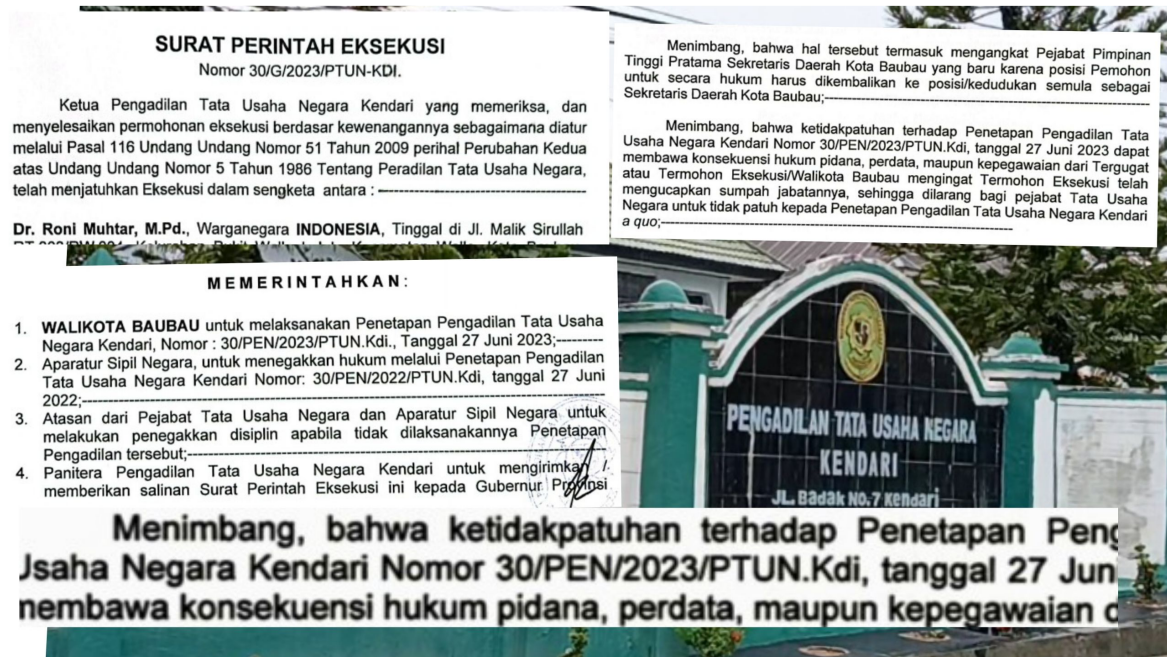 SURAT PERINTAH EKSEKUSI
Nomor 30/G/2023/PTUN-KDI.
Ketua Pengadilan Tata Usaha Negara Kendari yang memeriksa, dan
menyelesaikan permohonan eksekusi berdasar kewenangannya sebagaimana diatur
melalui Pasal 116 Undang Undang Nomor 51 Tahun 2009 perihal Perubahan Kedua
atas Undang Undang Nomor 5 Tahun 1986 Tentang Peradilan Tata Usaha Negara,
telah menjatuhkan Eksekusi dalam sengketa antara :
Dr. Roni Muhtar, M.Pd., Warganegara INDONESIA, Tinggal di Jl. Malik Sirullah
Menimbang, bahwa hal tersebut termasuk mengangkat Pejabat Pimpinan
Tinggi Pratama Sekretaris Daerah Kota Baubau yang baru karena posisi Pemohon
untuk secara hukum harus dikembalikan ke posisi/kedudukan semula sebagai
Sekretaris Daerah Kota Baubau;
Menimbang, bahwa ketidakpatuhan terhadap Penetapan Pengadilan Tata
Usaha Negara Kendari Nomor 30/PEN/2023/PTUN.Kdi, tanggal 27 Juni 2023 dapat
membawa konsekuensi hukum pidana, perdata, maupun kepegawaian dari Tergugat
atau Termohon Eksekusi/Walikota Baubau mengingat Termohon Eksekusi telah
mengucapkan sumpah jabatannya, sehingga dilarang bagi pejabat Tata Usaha
Negara untuk tidak patuh kepada Penetapan Pengadilan Tata Usaha Negara Kendari
a quo;
MEMERINTAHKAN:
1. WALIKOTA BAUBAU untuk melaksanakan Penetapan Pengadilan Tata Usaha
Negara Kendari, Nomor : 30/PEN/2023/PTUN.Kdi., Tanggal 27 Juni 2023;
2. Aparatur Sipil Negara, untuk menegakkan hukum melalui Penetapan Pengadilan
Tata Usaha Negara Kendari Nomor: 30/PEN/2022/PTUN.Kdi, tanggal 27 Juni
2022;
3. Atasan dari Pejabat Tata Usaha Negara dan Aparatur Sipil Negara untuk
melakukan penegakkan disiplin apabila tidak dilaksanakannya Penetapan
Pengadilan tersebut;
4. Panitera Pengadilan Tata Usaha Negara Kendari untuk mengirimkan /
memberikan salinan Surat Perintah Eksekusi ini kepada Gubernur Provinsi
PENGADILAN TATA USAHA NEGARA
KENDARI
JL. Badak No. 7 Kendari
Menimbang, bahwa ketidakpatuhan terhadap Penetapan Peng
Usaha Negara Kendari Nomor 30/PEN/2023/PTUN.Kdi, tanggal 27 Jun
membawa konsekuensi hukum pidana, perdata, maupun kepegawaian d